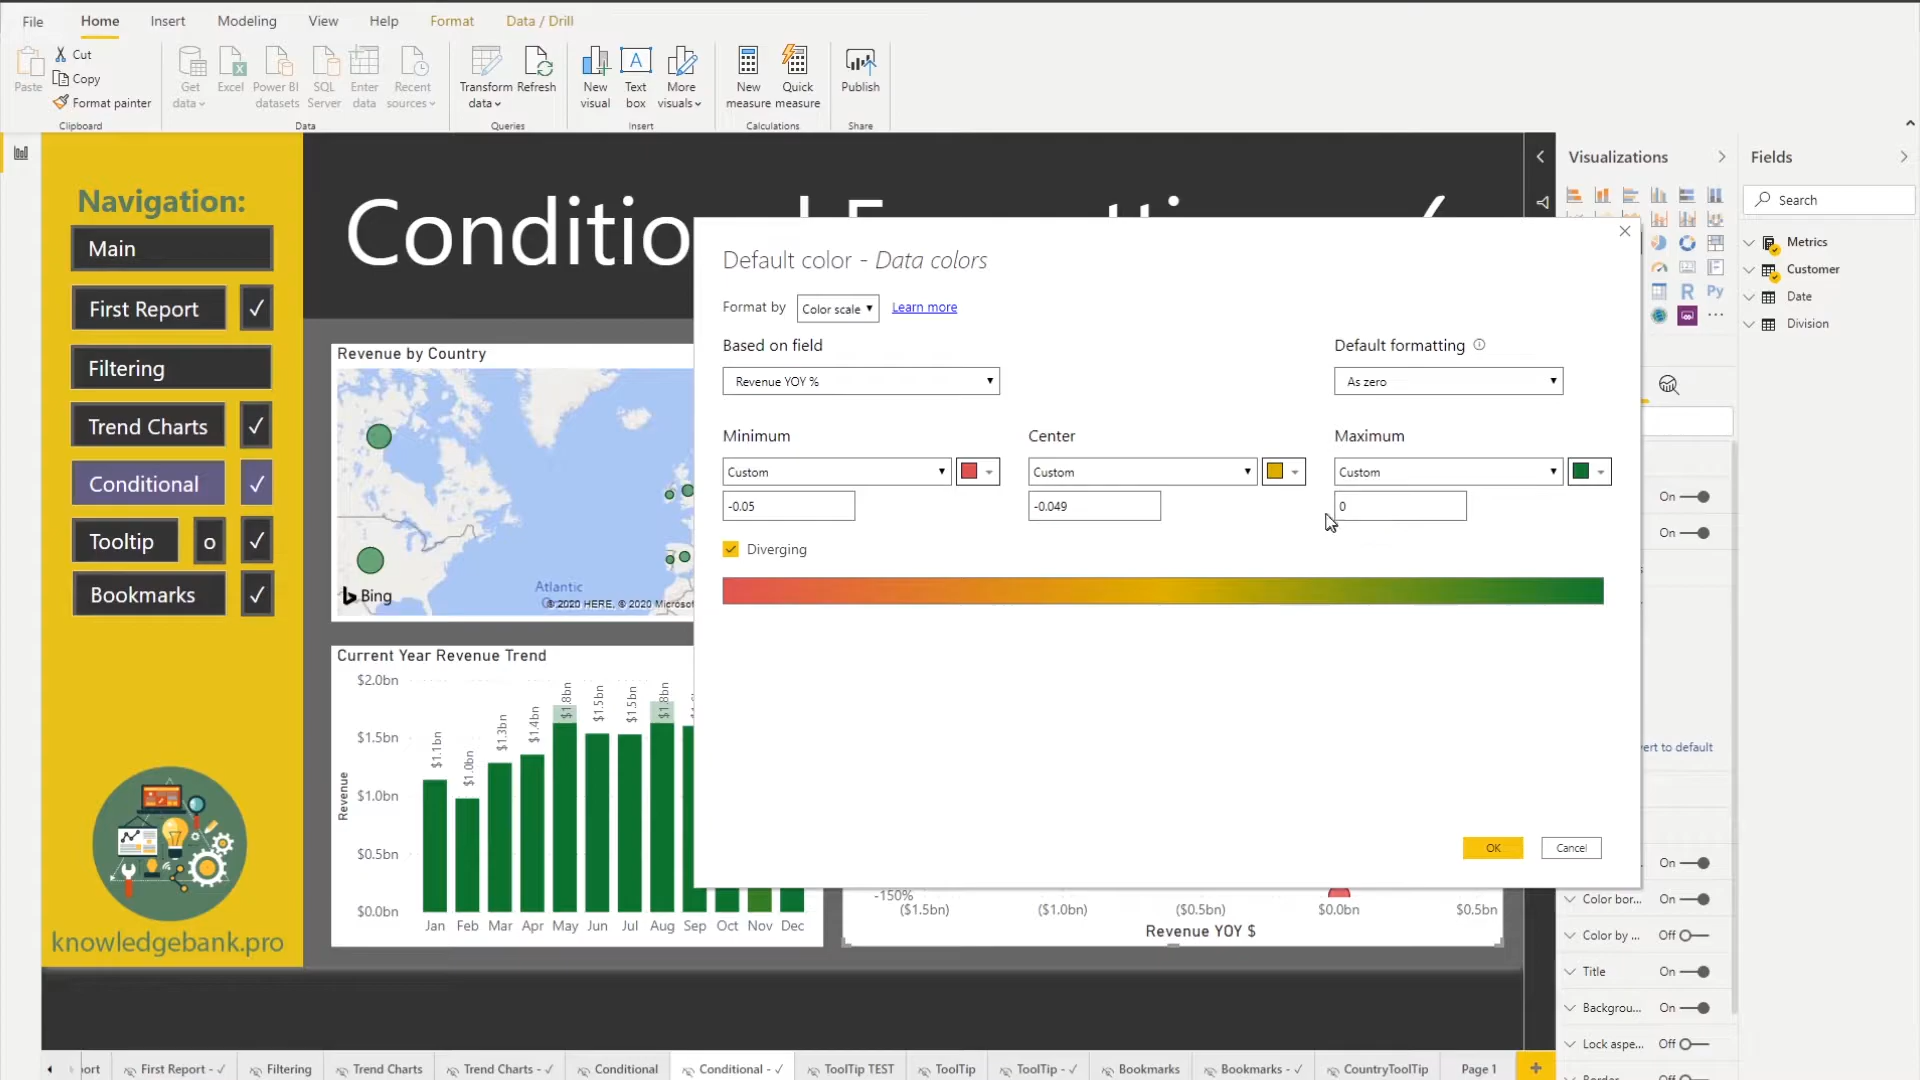 File Home Insert Modeling View Help Format Data / Drill
Paste
Cut
Copy
Format painter
Clipboard
Get data
Excel
Power BI datasets
SQL Server
Enter data
Recent sources
Data
Transform data
Refresh
Queries
New visual
Text box
More visuals
Insert
New measure
Quick measure
Calculations
Publish
Share
Navigation:
Main
First Report ✓
Filtering
Trend Charts ✓
Conditional ✓
Tooltip o ✓
Bookmarks ✓
knowledgebank.pro
Revenue by Country
Atlantic
Bing
© 2020 HERE, © 2020
Current Year Revenue Trend
Revenue
$2.0bn
$1.5bn
$1.0bn
$0.5bn
$0.0bn
$1.1bn
$1.0bn
$1.3bn
$1.4bn
$1.8bn
$1.5bn
$1.5bn
$1.8bn
Jan Feb Mar Apr May Jun Jul Aug Sep Oct Nov Dec
Default color - Data colors
Format by Color scale Learn more
Based on field
Revenue YOY %
Default formatting
As zero
Minimum
Custom
-0.05
Center
Custom
-0.049
Maximum
Custom
0
Diverging
OK Cancel
-150%
($1.5bn) ($1.0bn) ($0.5bn) $0.0bn $0.5bn
Revenue YOY $
Visualizations
R Py
On
On
ert to default
On
Color bor... On
Color by ... Off
Title On
Backgrou... On
Lock aspe... Off
Fields
Search
Metrics
Customer
Date
Division
ort First Report - ✓ Filtering Trend Charts Trend Charts - ✓ Conditional Conditional - ✓ ToolTip TEST ToolTip ToolTip - ✓ Bookmarks Bookmarks - ✓ CountryToolTip Page 1 +